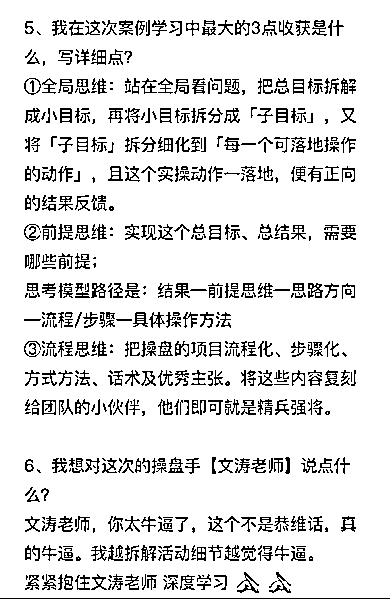 5、我在这次案例学习中最大的3点收获是什
么，写详细点?
①全局思维：站在全局看问题，把总目标拆解
成小目标，再将小目标拆分成「子目标」，又
将「子目标」拆分细化到「每一个可落地操作
的动作」，且这个实操动作一落地，便有正向
的结果反馈。
②前提思维：实现这个总目标、总结果，需要
哪些前提；
思考模型路径是：结果—前提思维—思路方向
—流程/步骤—具体操作方法
③流程思维：把操盘的项目流程化、步骤化、
方式方法、话术及优秀主张。将这些内容复刻
给团队的小伙伴，他们即可就是精兵强将。
6、我想对这次的操盘手【文涛老师】说点什
么?
文涛老师，你太牛逼了，这个不是恭维话，真
的牛逼。我越拆解活动细节越觉得牛逼。
紧紧抱住文涛老师 深度学习